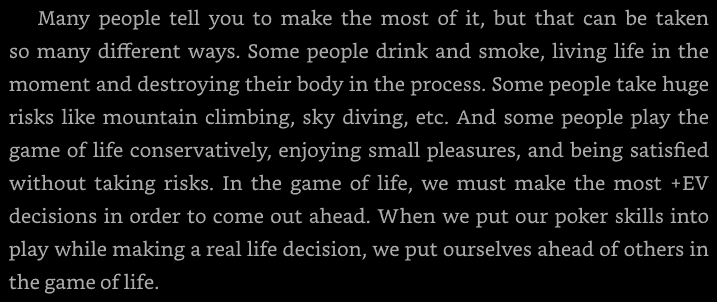 Many people tell you to make the most of it, but that can be taken
so many different ways. Some people drink and smoke, living life in the
moment and destroying their body in the process. Some people take huge
risks like mountain climbing, sky diving, etc. And some people play the
game of life conservatively, enjoying small pleasures, and being satisfied
without taking risks. In the game of life, we must make the most +EV
decisions in order to come out ahead. When we put our poker skills into
play while making a real life decision, we put ourselves ahead of others in
the game of life.